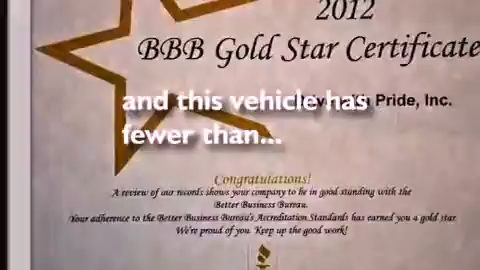 2012
BBB Gold Star Certificate
Pride, Inc.
and this vehicle has
fewer than...
Congratulations!
A review of our records shows your company to be in good standing with the
Better Business Bureau.
Your adherence to the Better Business Bureau's Accreditation Standards has earned you a gold star.
We're proud of you. Keep up the good work!